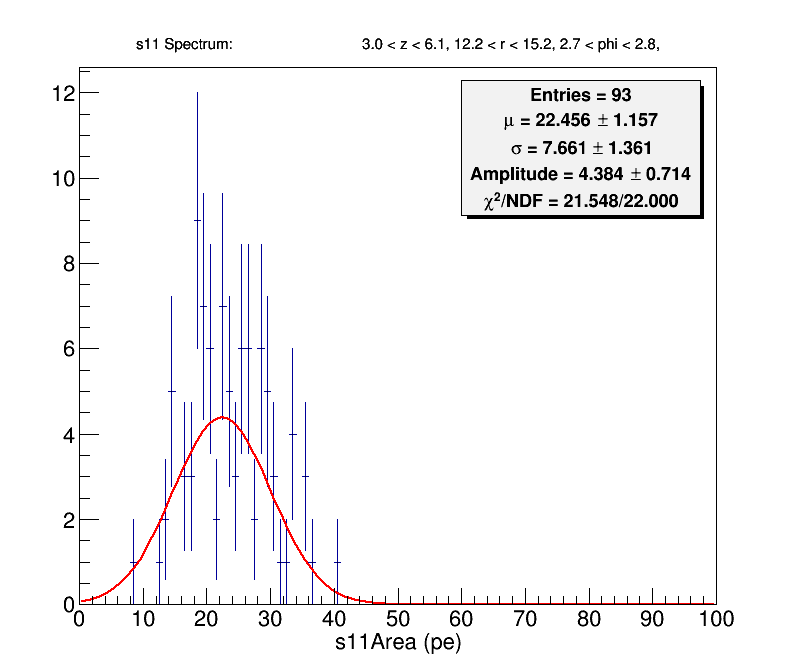 s11 Spectrum: 3.0 < z < 6.1, 12.2 < r < 15.2, 2.7 < phi < 2.8,
Entries = 93
μ = 22.456 ± 1.157
σ = 7.661 ± 1.361
Amplitude = 4.384 ± 0.714
χ²/NDF = 21.548/22.000
12
10
8
6
4
2
0
0 10 20 30 40 50 60 70 80 90 100
s11Area (pe)